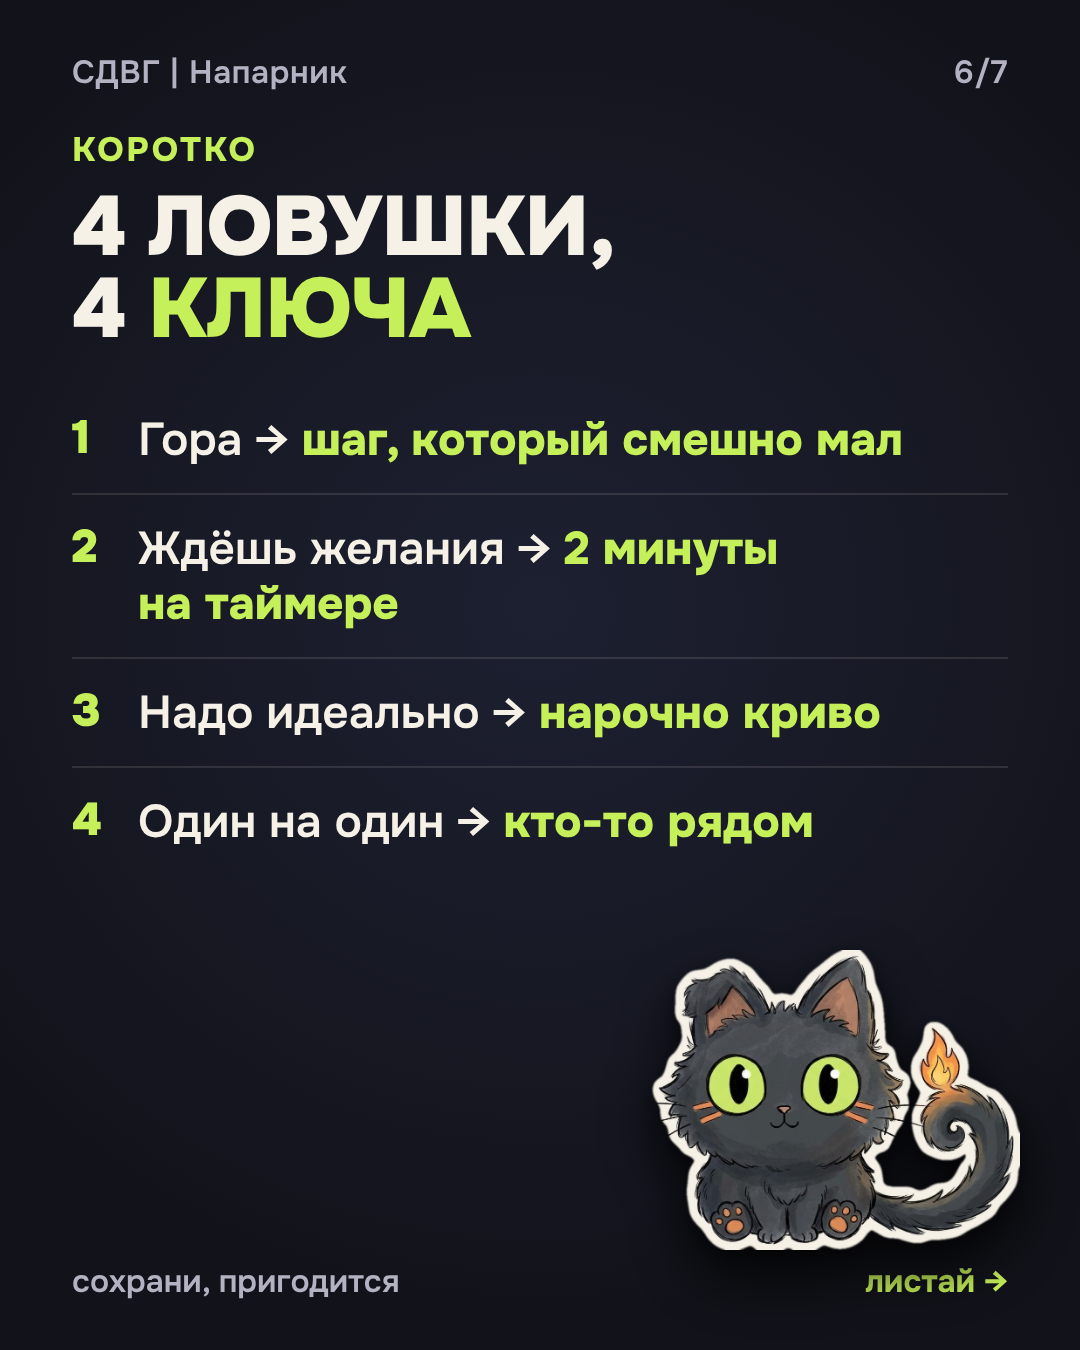 СДВГ | Напарник
6/7
КОРОТКО
4 ЛОВУШКИ,
4 КЛЮЧА
1 Гора → шаг, который смешно мал
2 Ждёшь желания → 2 минуты
на таймере
3 Надо идеально → нарочно криво
4 Один на один → кто-то рядом
сохрани, пригодится
листай →